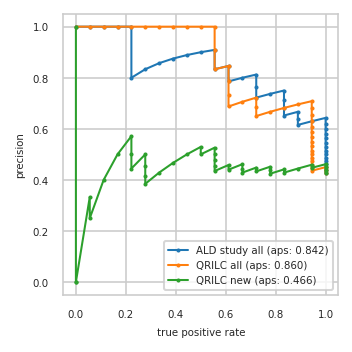 1.0
0.8
0.6
0.4
0.2
0.0
precision
0.0 0.2 0.4 0.6 0.8 1.0
true positive rate
ALD study all (aps: 0.842)
QRILC all (aps: 0.860)
QRILC new (aps: 0.466)